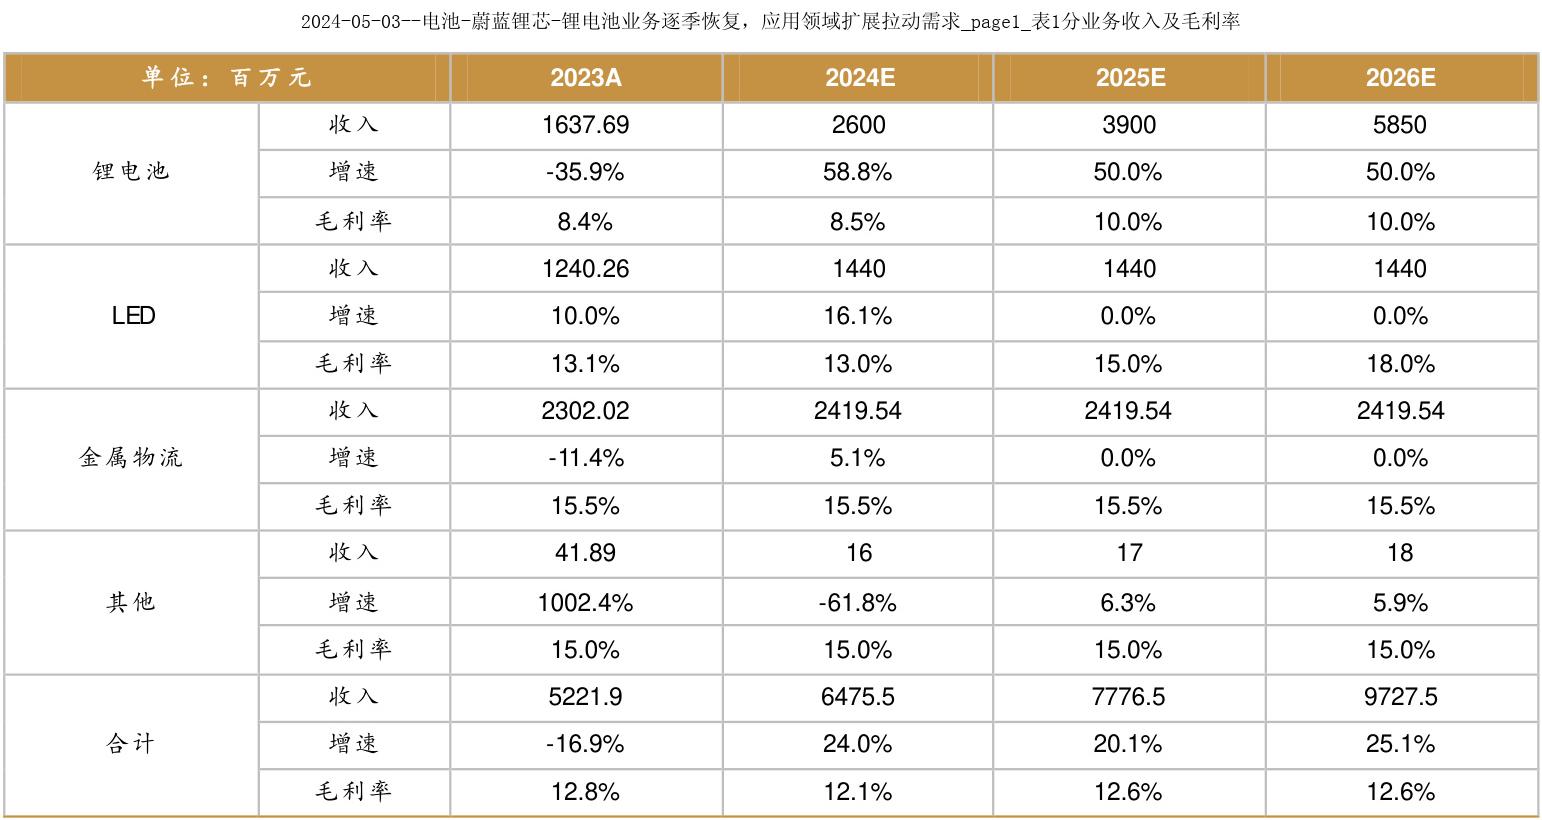 2024-05-03--电池-蔚蓝锂芯-锂电池业务逐季恢复，应用领域扩展拉动需求_page1_表1分业务收入及毛利率
单位：百万元 2023A 2024E 2025E 2026E
锂电池 收入 1637.69 2600 3900 5850
增速 -35.9% 58.8% 50.0% 50.0%
毛利率 8.4% 8.5% 10.0% 10.0%
LED 收入 1240.26 1440 1440 1440
增速 10.0% 16.1% 0.0% 0.0%
毛利率 13.1% 13.0% 15.0% 18.0%
金属物流 收入 2302.02 2419.54 2419.54 2419.54
增速 -11.4% 5.1% 0.0% 0.0%
毛利率 15.5% 15.5% 15.5% 15.5%
其他 收入 41.89 16 17 18
增速 1002.4% -61.8% 6.3% 5.9%
毛利率 15.0% 15.0% 15.0% 15.0%
合计 收入 5221.9 6475.5 7776.5 9727.5
增速 -16.9% 24.0% 20.1% 25.1%
毛利率 12.8% 12.1% 12.6% 12.6%